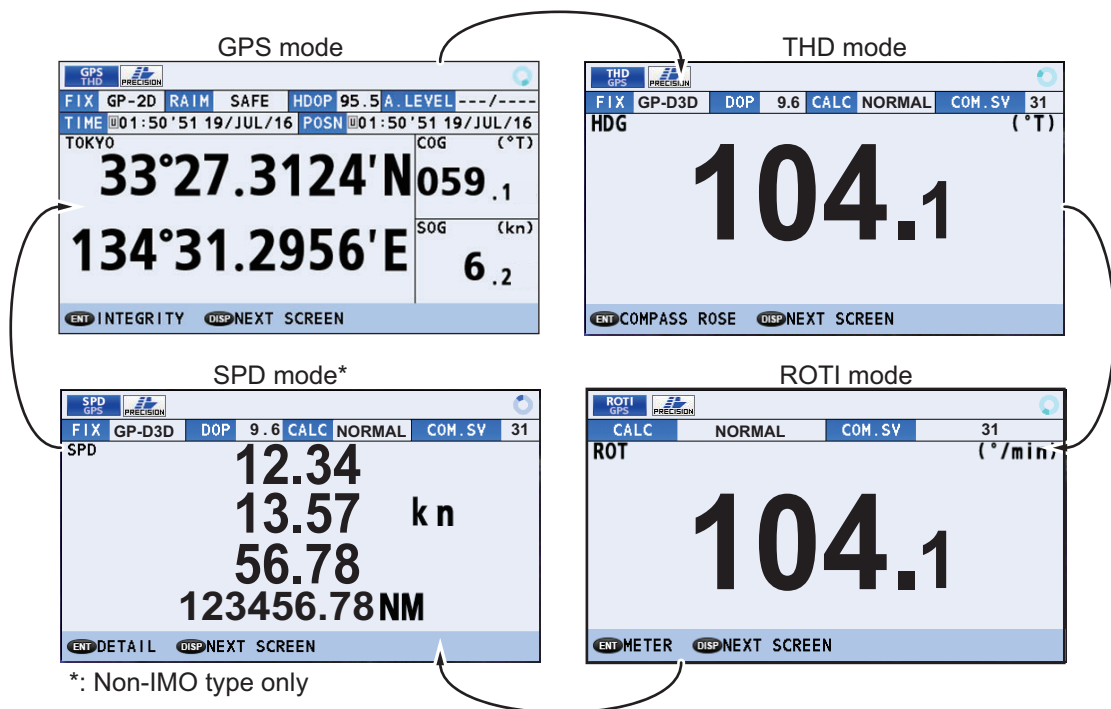 GPS mode
GPS
THD
PRECISION
FIX GP-2D RAIM SAFE HDOP 95.5 A.LEVEL ---/----
TIME U01:50'51 19/JUL/16 POSN U01:50'51 19/JUL/16
TOKYO
33°27.3124'N
134°31.2956'E
COG (°T)
059.1
SOG (kn)
6.2
ENT INTEGRITY DISP NEXT SCREEN
THD mode
THD
GPS
PRECISION
FIX GP-D3D DOP 9.6 CALC NORMAL COM.SV 31
HDG (°T)
104.1
ENT COMPASS ROSE DISP NEXT SCREEN
SPD mode*
SPD
GPS
PRECISION
FIX GP-D3D DOP 9.6 CALC NORMAL COM.SV 31
SPD
12.34
13.57 kn
56.78
123456.78 NM
ENT DETAIL DISP NEXT SCREEN
*: Non-IMO type only
ROTI mode
ROTI
GPS
PRECISION
CALC NORMAL COM.SV 31
ROT (°/min)
104.1
ENT METER DISP NEXT SCREEN